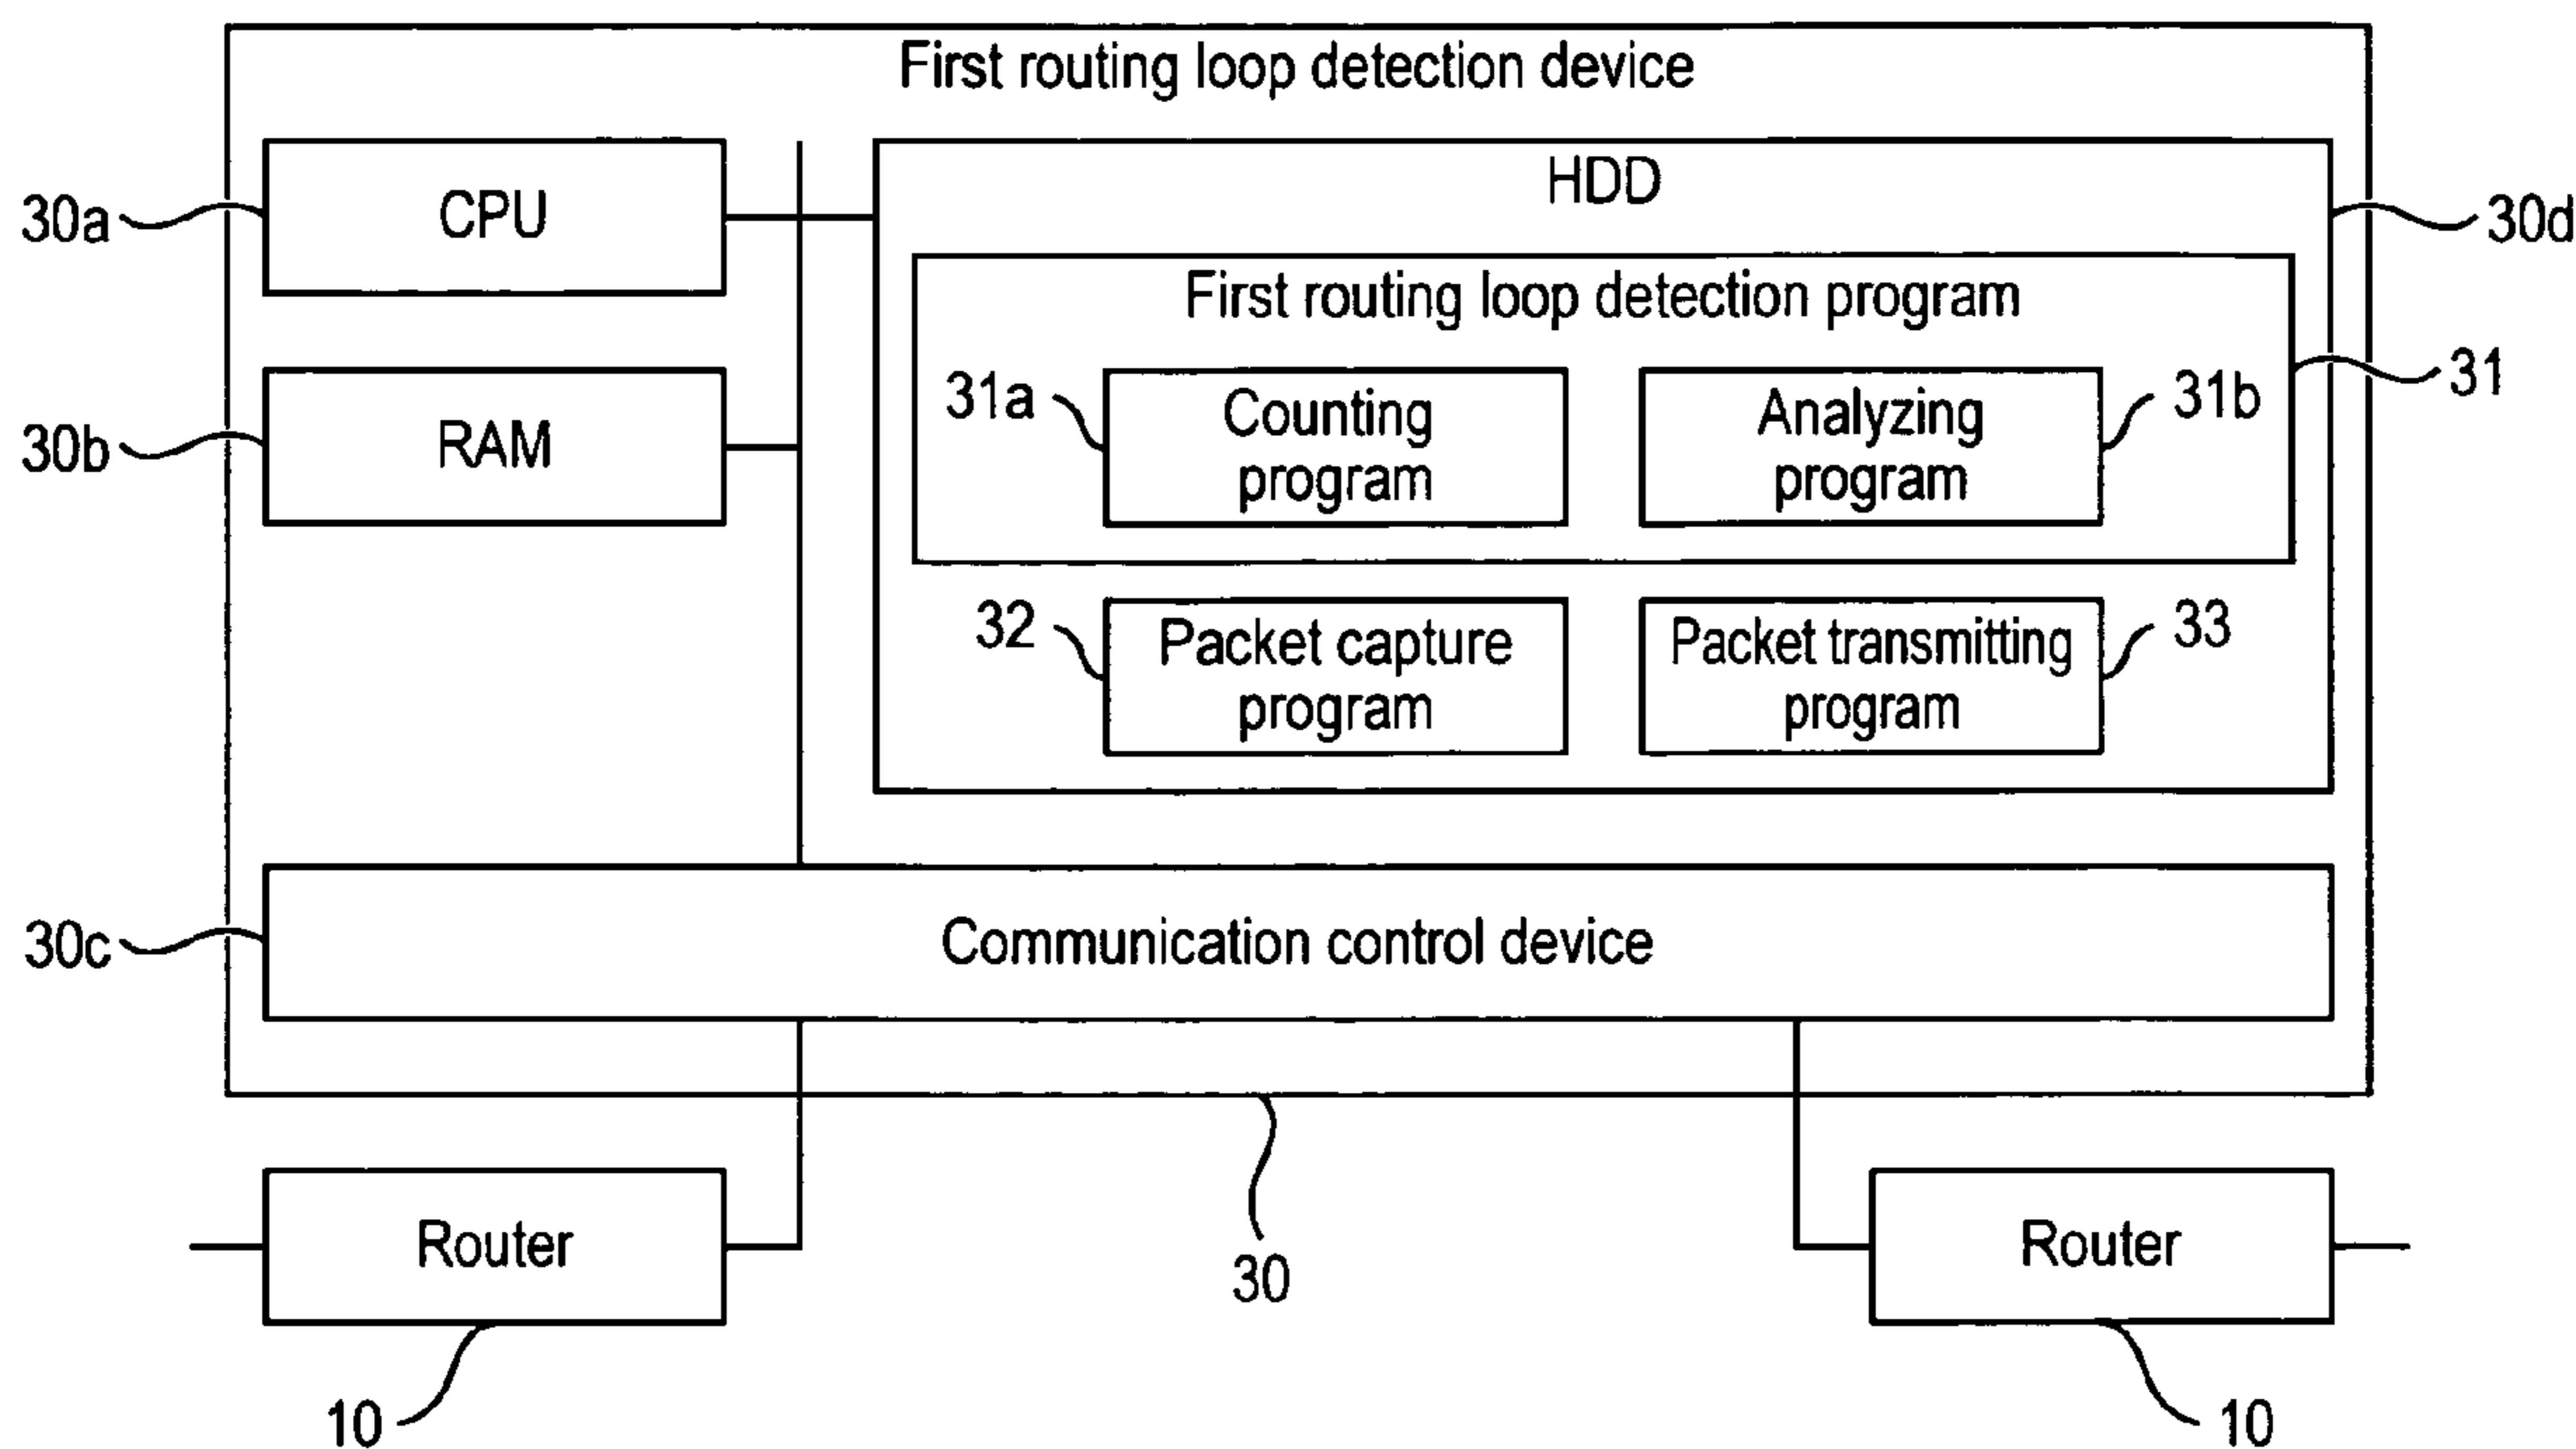 First routing loop detection device
30a
CPU
HDD
30d
First routing loop detection program
31
31a
Counting
program
Analyzing
program
31b
30b
RAM
32
Packet capture
program
Packet transmitting
program
33
30c
Communication control device
30
Router
10
Router
10